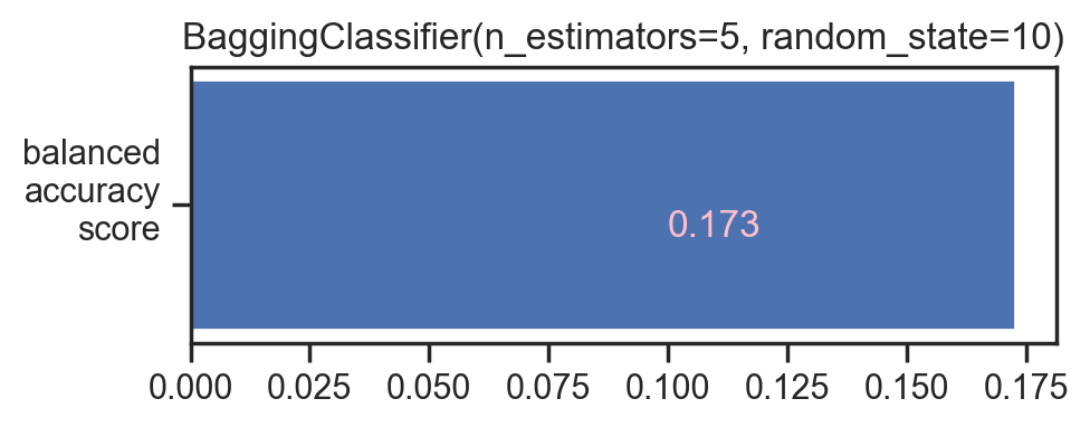 BaggingClassifier(n_estimators=5, random_state=10)
balanced
accuracy
score
0.173
0.000 0.025 0.050 0.075 0.100 0.125 0.150 0.175